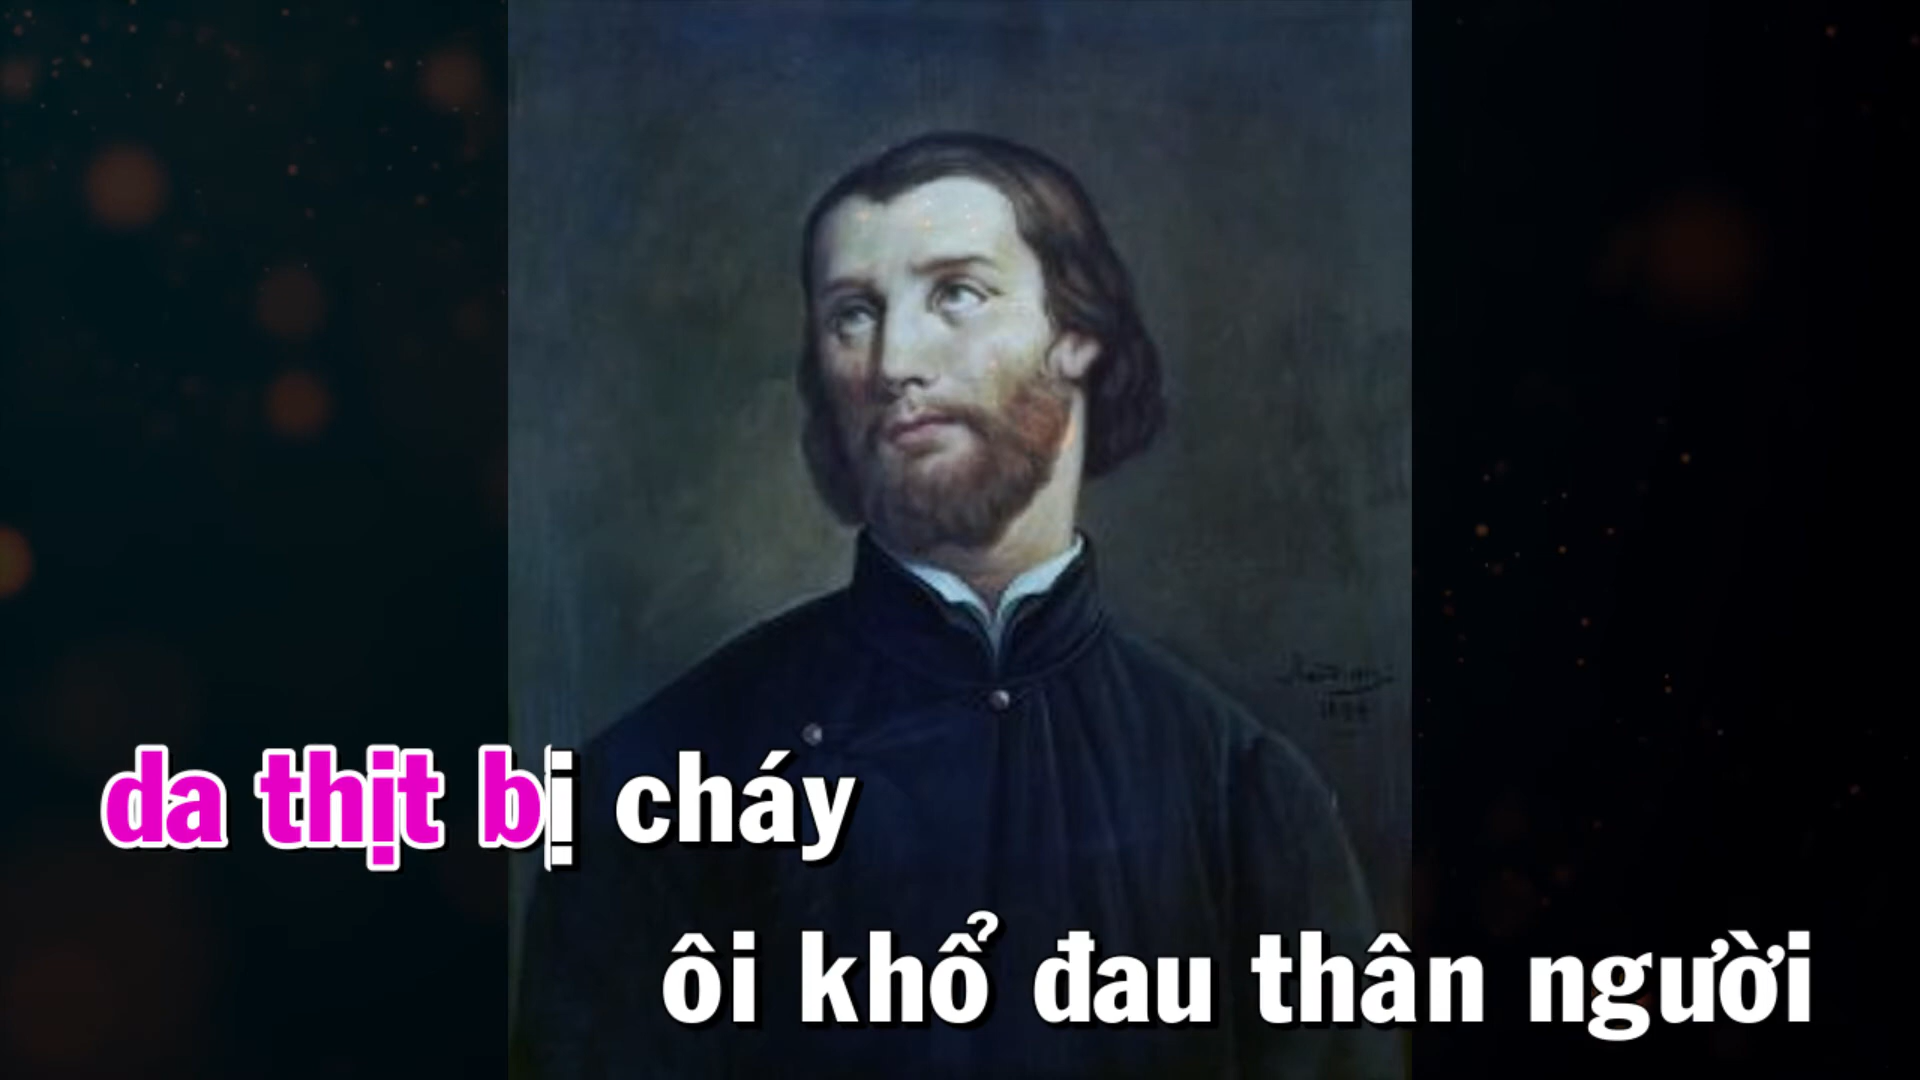 da thịt bị cháy
ôi khổ đau thân người